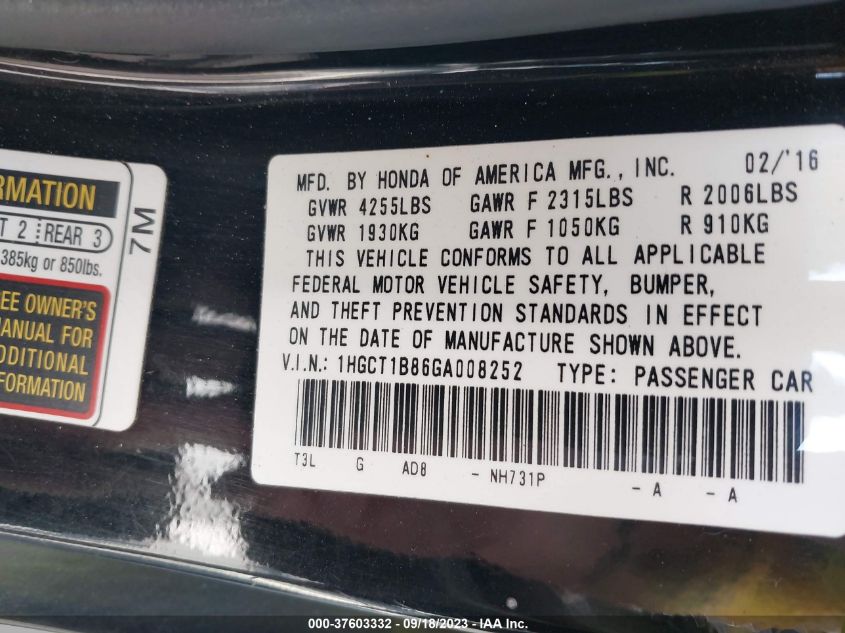 RMATION
T 2 REAR 3
385kg or 850lbs.
EE OWNER'S
ANUAL FOR
DDITIONAL
FORMATION
7M
MFD. BY HONDA OF AMERICA MFG., INC. 02/'16
GVWR 4255LBS GAWR F 2315LBS R 2006LBS
GVWR 1930KG GAWR F 1050KG R 910KG
THIS VEHICLE CONFORMS TO ALL APPLICABLE
FEDERAL MOTOR VEHICLE SAFETY, BUMPER,
AND THEFT PREVENTION STANDARDS IN EFFECT
ON THE DATE OF MANUFACTURE SHOWN ABOVE.
V.I.N.: 1HGCT1B86GA008252 TYPE: PASSENGER CAR
T3L G AD8 - NH731P - A - A
000-37603332 - 09/18/2023 - IAA Inc.